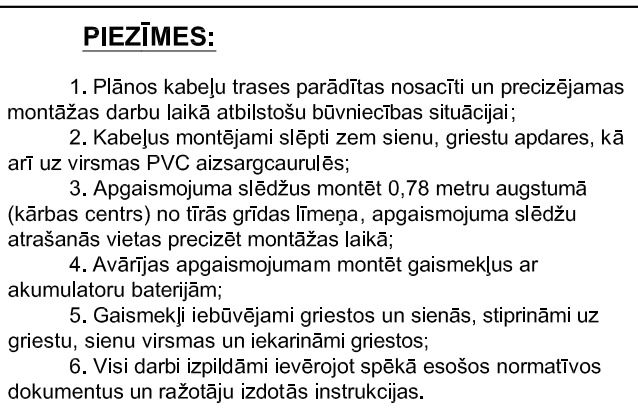 PIEZĪMES:
1. Plānos kabeļu trases parādītas nosacīti un precizējamas
montāžas darbu laikā atbilstošu būvniecības situācijai;
2. Kabeļus montējami slēpti zem sienu, griestu apdares, kā
arī uz virsmas PVC aizsargcaurulēs;
3. Apgaismojuma slēdžus montēt 0,78 metru augstumā
(kārbas centrs) no tīrās grīdas līmeņa, apgaismojuma slēdžu
atrašanās vietas precizēt montāžas laikā;
4. Avārījas apgaismojumam montēt gaismekļus ar
akumulatoru baterijām;
5. Gaismekļi iebūvējami griestos un sienās, stiprināmi uz
griestu, sienu virsmas un iekarināmi griestos;
6. Visi darbi izpildāmi ievērojot spēkā esošos normatīvos
dokumentus un ražotāju izdotās instrukcijas.